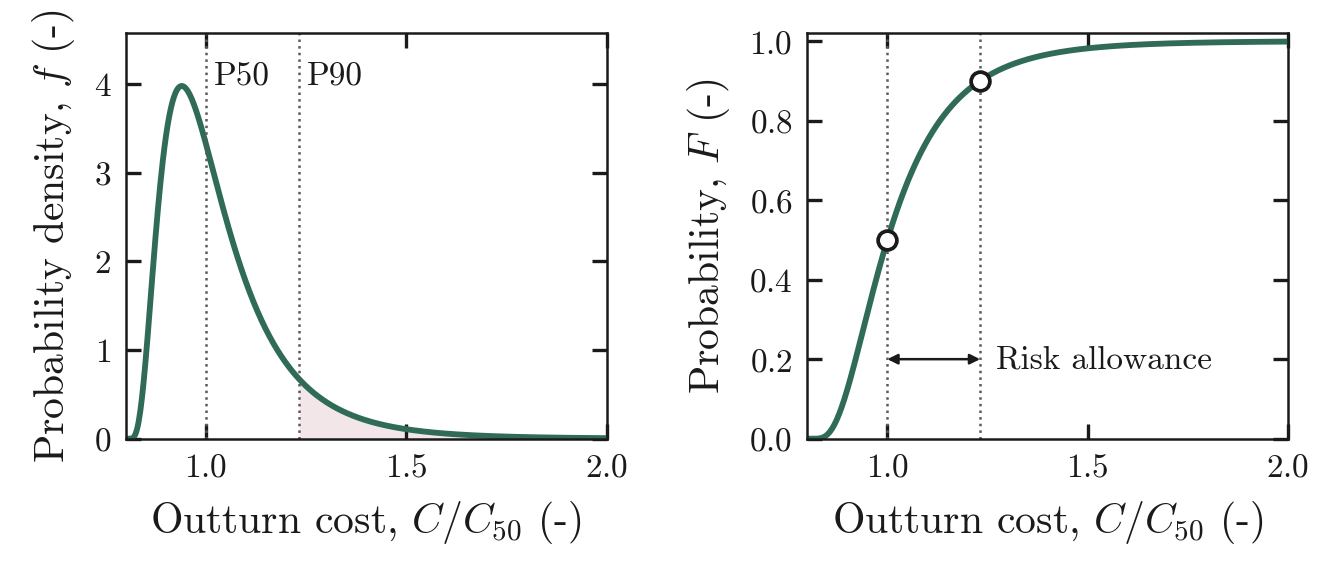 Probability density, f (-)
4
3
2
1
0
P50
P90
1.0
1.5
2.0
Outturn cost, C/C50 (-)
Probability, F (-)
1.0
0.8
0.6
0.4
0.2
0.0
Risk allowance
1.0
1.5
2.0
Outturn cost, C/C50 (-)